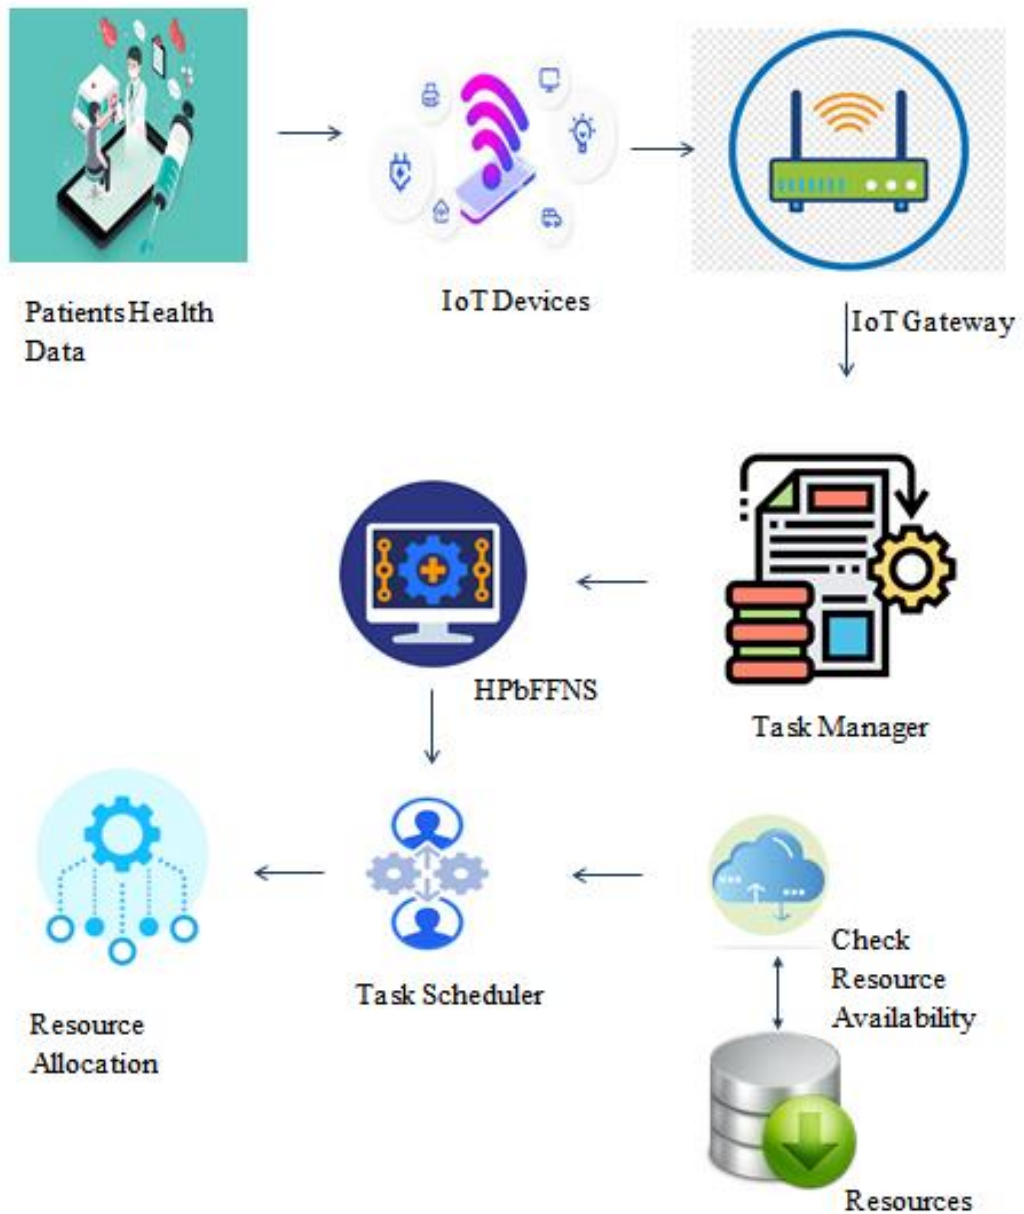 Patients Health
Data
IoT Devices
IoT Gateway
HPbFFNS
Task Manager
Task Scheduler
Check
Resource
Availability
Resource
Allocation
Resources